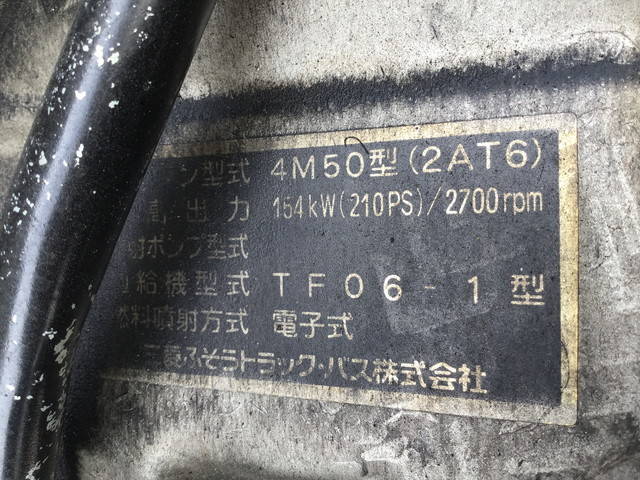 ン型式 4M50型(2AT6)
出力 154kW(210PS)/2700rpm
射ポンプ型式
給機型式 TF06-1型
料噴射方式 電子式
三菱ふそうトラック・バス株式会社